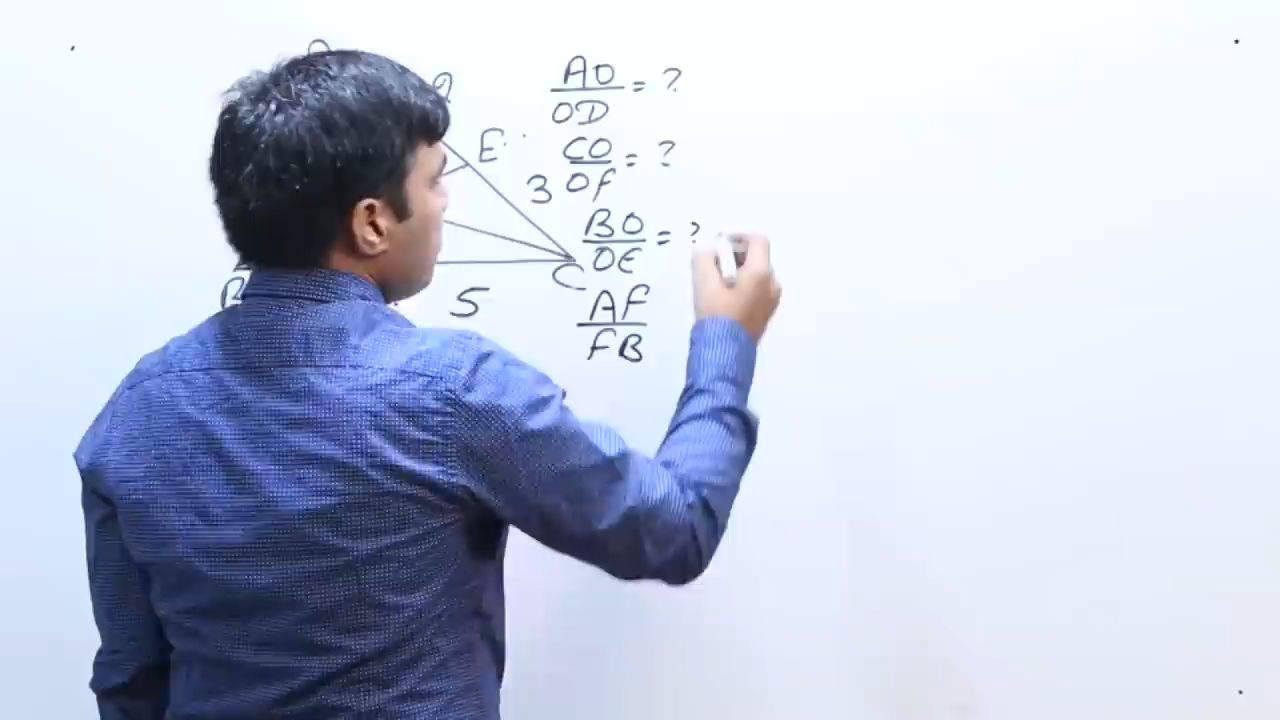 AO/OD = ?
E
CO/OF = ?
3
BO/OE = ?
C
B
5
AF/FB